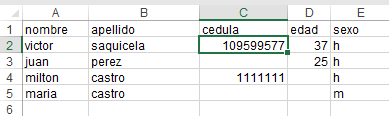 A B C D E
1 nombre apellido cedula edad sexo
2 victor saquicela 109599577 37 h
3 juan perez 25 h
4 milton castro 1111111 h
5 maria castro m
6